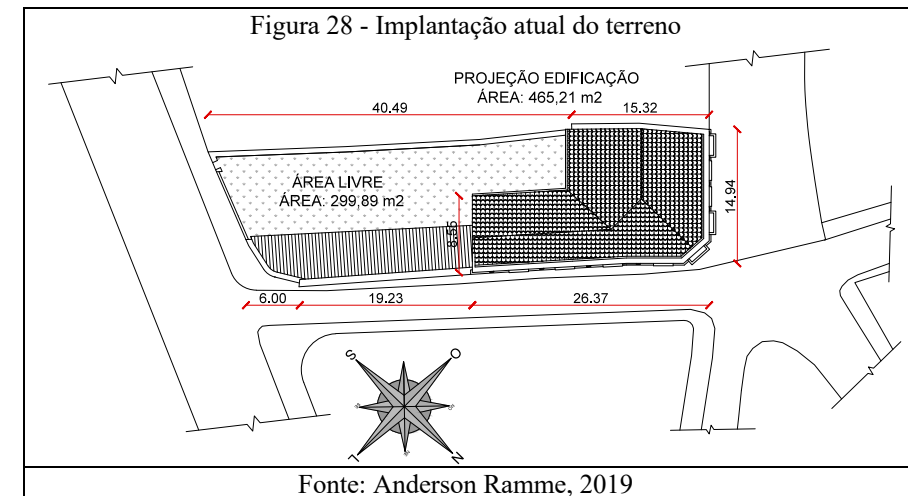 Figura 28 - Implantação atual do terreno
PROJEÇÃO EDIFICAÇÃO
ÁREA: 465,21 m2
40.49
15.32
ÁREA LIVRE
ÁREA: 299,89 m2
8.55
14.94
6.00
19.23
26.37
S
O
L
N
Fonte: Anderson Ramme, 2019